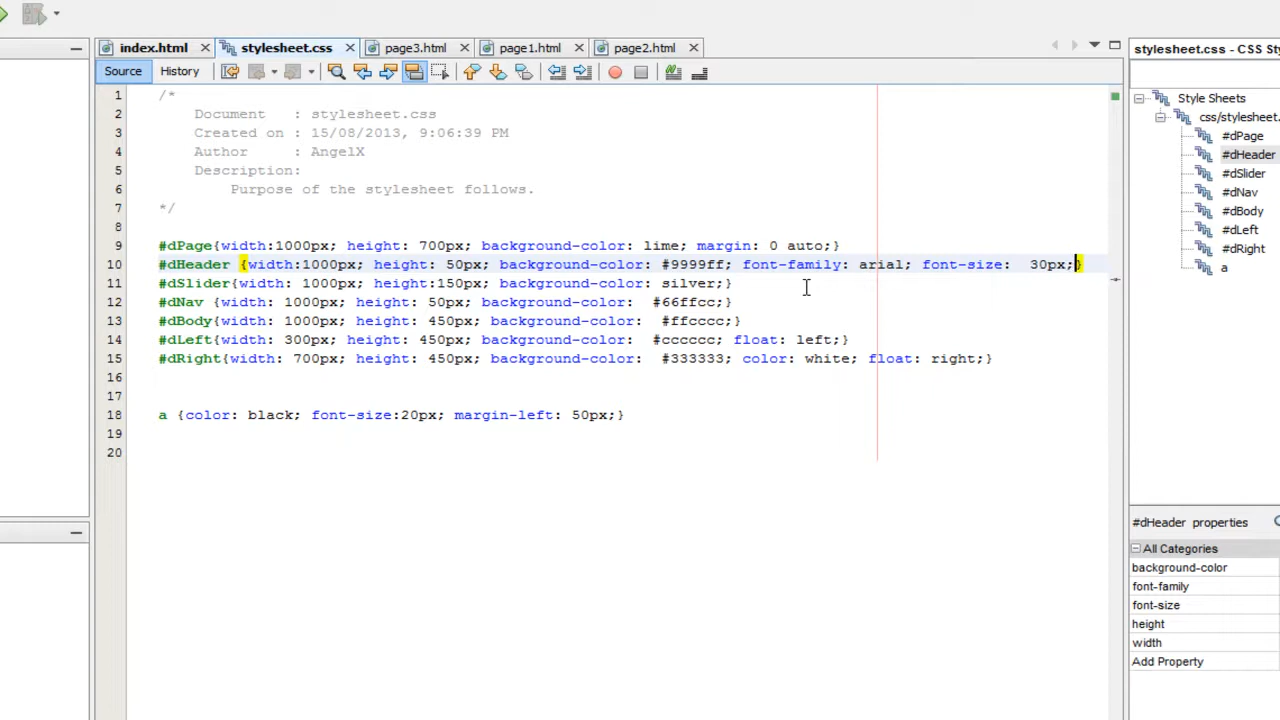 index.html stylesheet.css page3.html page1.html page2.html stylesheet.css - CSS St
Source History
1 /*
2 Document : stylesheet.css
3 Created on : 15/08/2013, 9:06:39 PM
4 Author : AngelX
5 Description:
6 Purpose of the stylesheet follows.
7 */
8
9 #dPage{width:1000px; height: 700px; background-color: lime; margin: 0 auto;}
10 #dHeader {width:1000px; height: 50px; background-color: #9999ff; font-family: arial; font-size:  30px;}
11 #dSlider{width: 1000px; height:150px; background-color: silver;}
12 #dNav {width: 1000px; height: 50px; background-color:  #66ffcc;}
13 #dBody{width: 1000px; height: 450px; background-color:  #ffcccc;}
14 #dLeft{width: 300px; height: 450px; background-color:  #cccccc; float: left;}
15 #dRight{width: 700px; height: 450px; background-color:  #333333; color: white; float: right;}
16
17
18 a {color: black; font-size:20px; margin-left: 50px;}
19
20
Style Sheets
css/stylesheet.
#dPage
#dHeader
#dSlider
#dNav
#dBody
#dLeft
#dRight
a
#dHeader properties
All Categories
background-color
font-family
font-size
height
width
Add Property